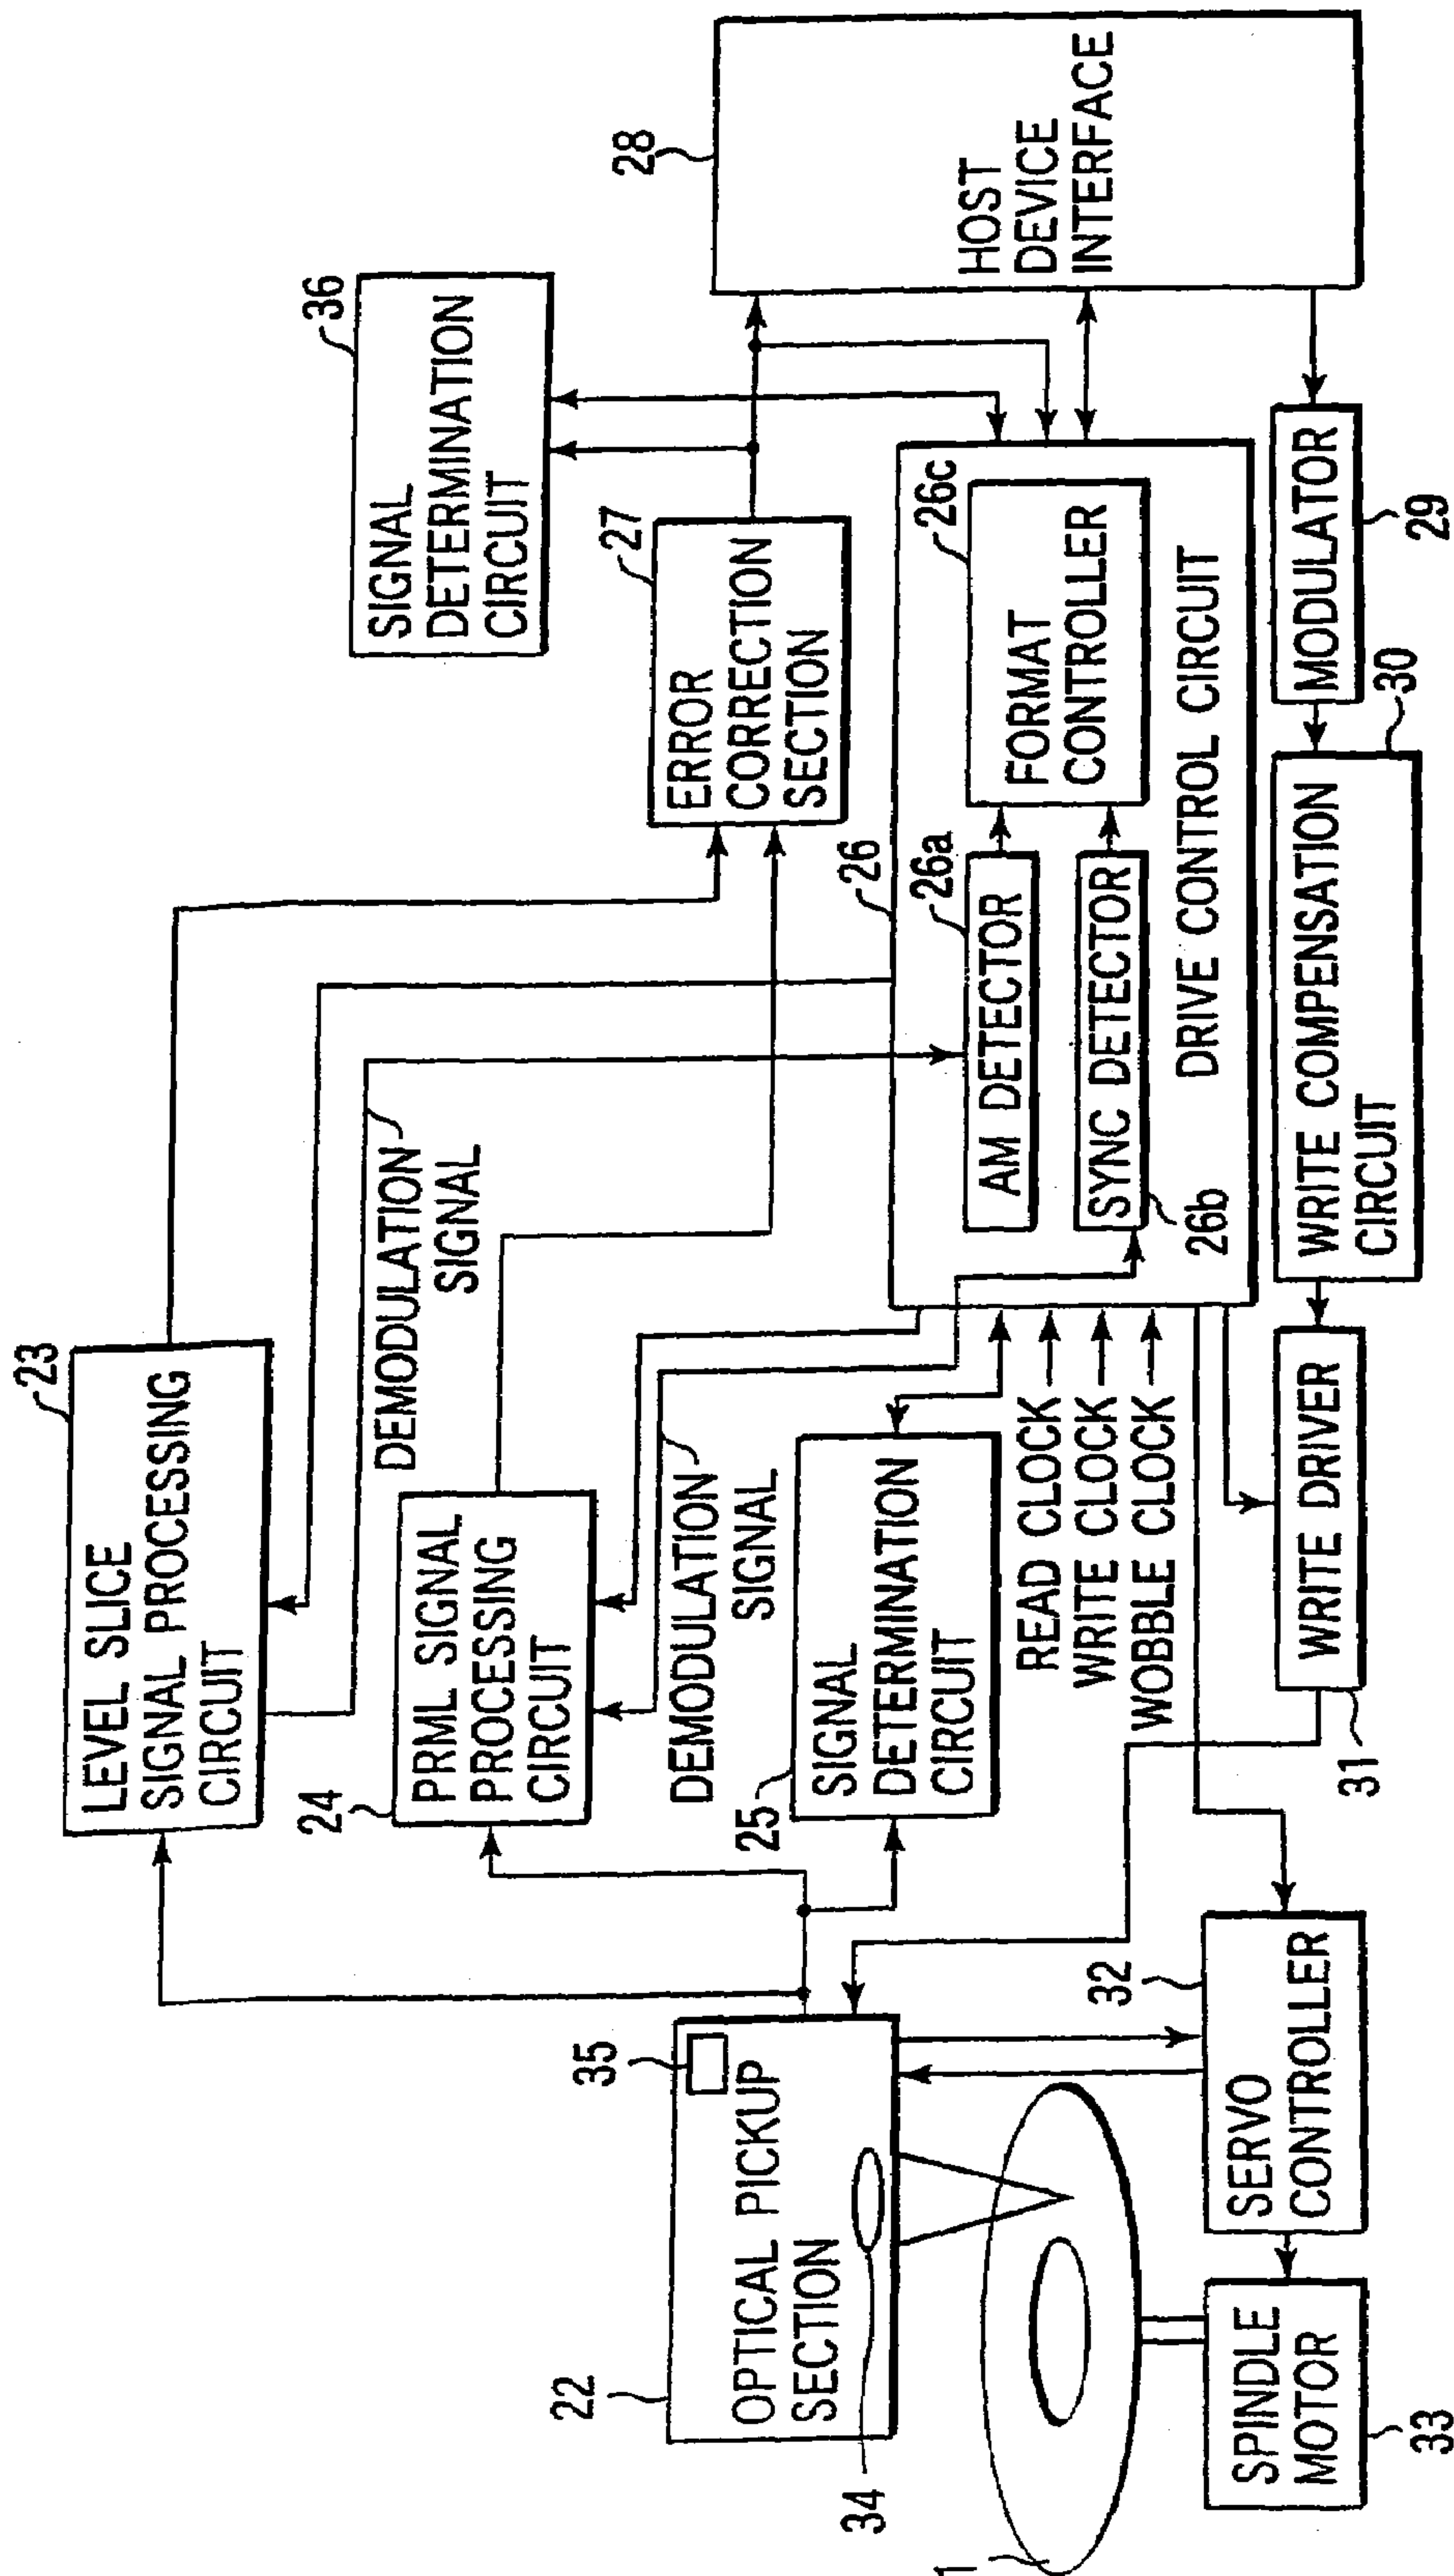 23
LEVEL SLICE
SIGNAL PROCESSING
CIRCUIT
DEMODULATION
SIGNAL
36
SIGNAL
DETERMINATION
CIRCUIT
24
PRML SIGNAL
PROCESSING
CIRCUIT
27
ERROR
CORRECTION
SECTION
28
HOST
DEVICE
INTERFACE
22
OPTICAL PICKUP
SECTION
35
34
DEMODULATION
SIGNAL
25
SIGNAL
DETERMINATION
CIRCUIT
26
26a
AM DETECTOR
26c
FORMAT
CONTROLLER
SYNC DETECTOR
26b
DRIVE CONTROL CIRCUIT
READ CLOCK
WRITE CLOCK
WOBBLE CLOCK
1
32
SERVO
CONTROLLER
SPINDLE
MOTOR
33
WRITE DRIVER
31
WRITE COMPENSATION
CIRCUIT
30
MODULATOR
29